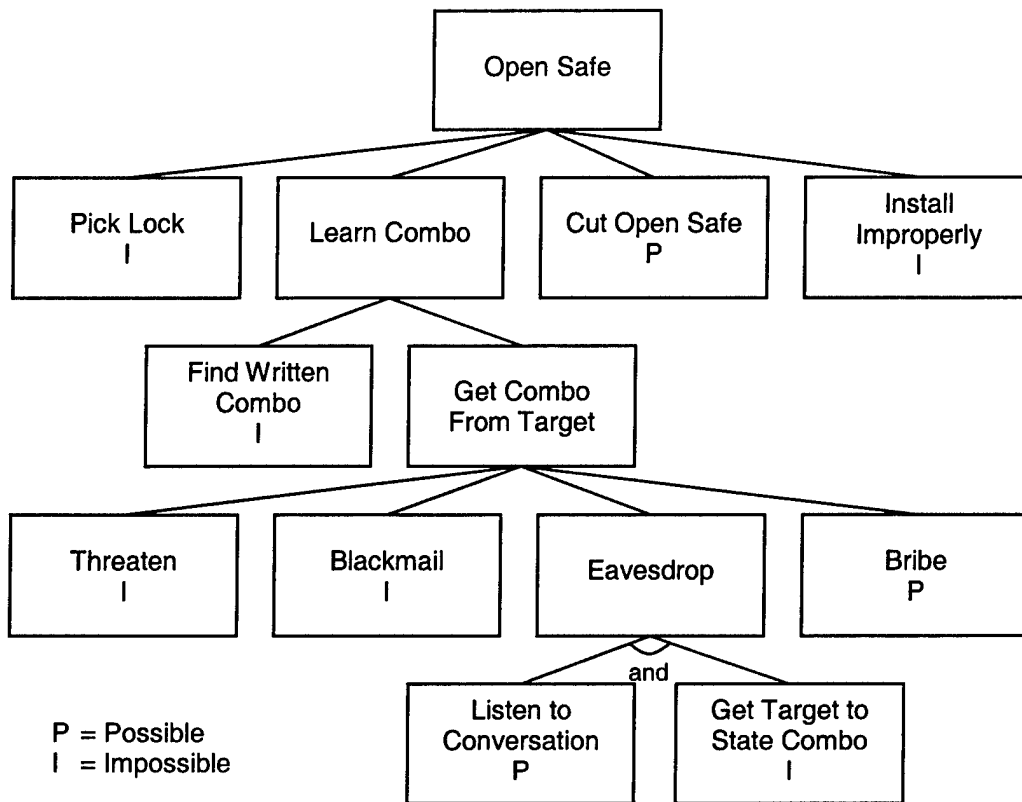 Open Safe
Pick Lock
I
Learn Combo
Cut Open Safe
P
Install
Improperly
I
Find Written
Combo
I
Get Combo
From Target
Threaten
I
Blackmail
I
Eavesdrop
Bribe
P
and
Listen to
Conversation
P
Get Target to
State Combo
I
P = Possible
I = Impossible